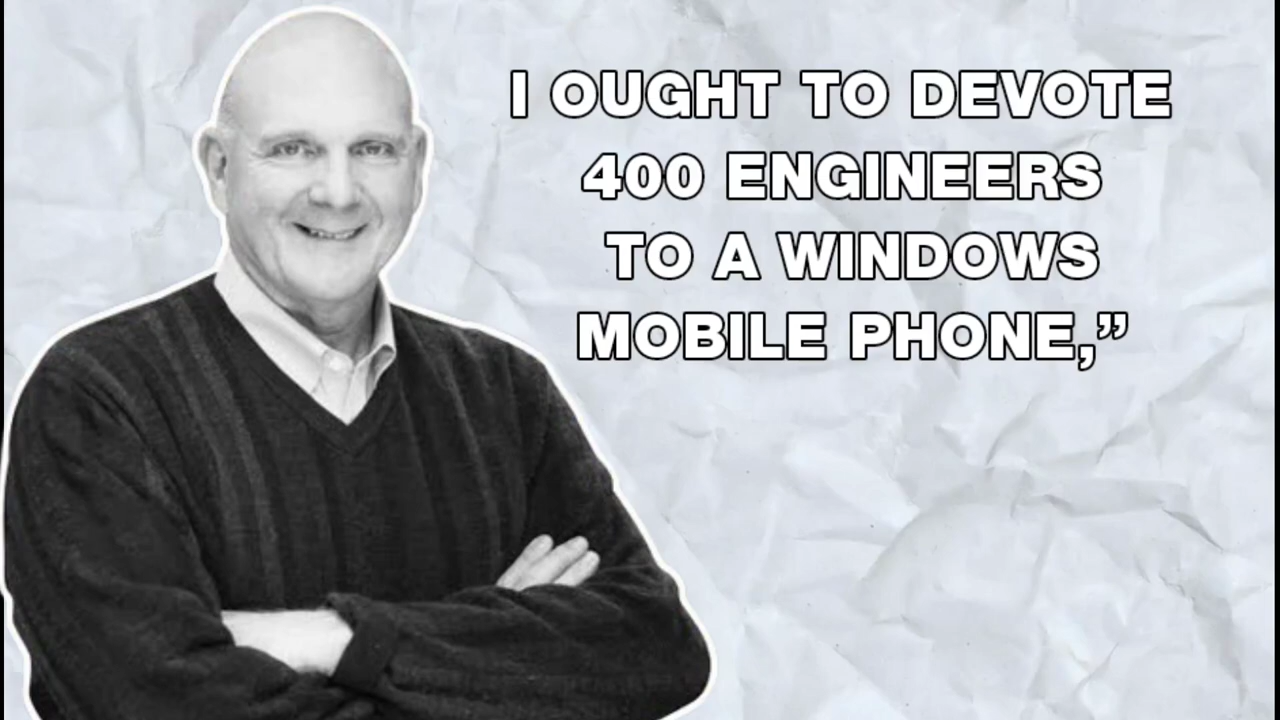 I OUGHT TO DEVOTE
400 ENGINEERS
TO A WINDOWS
MOBILE PHONE,”